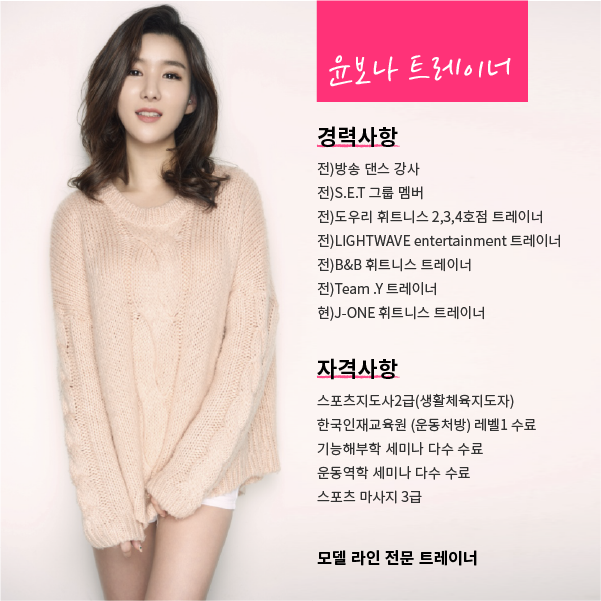 윤보나 트레이너
경력사항
전)방송 댄스 강사
전)S.E.T 그룹 멤버
전)도우리 휘트니스 2,3,4호점 트레이너
전)LIGHTWAVE entertainment 트레이너
전)B&B 휘트니스 트레이너
전)Team .Y 트레이너
현)J-ONE 휘트니스 트레이너
자격사항
스포츠지도사2급(생활체육지도자)
한국인재교육원 (운동처방) 레벨1 수료
기능해부학 세미나 다수 수료
운동역학 세미나 다수 수료
스포츠 마사지 3급
모델 라인 전문 트레이너